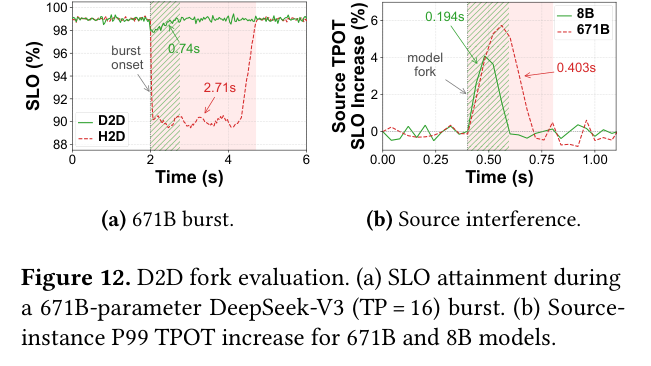 100
98
96
94
92
90
88
SLO (%)
burst
onset
0.74s
2.71s
D2D
H2D
0
2
4
6
Time (s)
(a) 671B burst.
6
4
2
0
Source TPOT
SLO Increase (%)
0.194s
8B
671B
model
fork
0.403s
0.00
0.25
0.50
0.75
1.00
Time (s)
(b) Source interference.
Figure 12. D2D fork evaluation. (a) SLO attainment during
a 671B-parameter DeepSeek-V3 (TP = 16) burst. (b) Source-
instance P99 TPOT increase for 671B and 8B models.